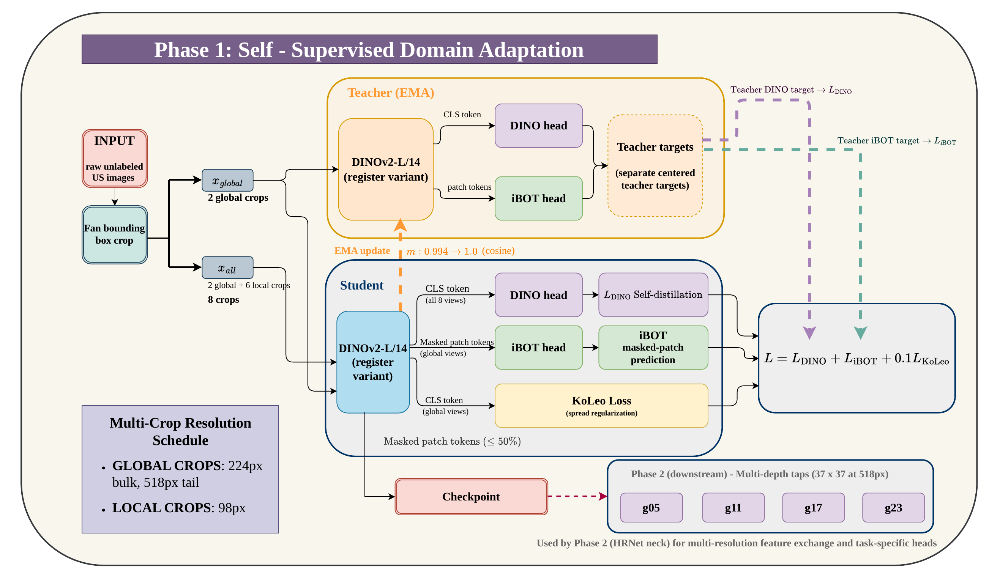 Phase 1: Self - Supervised Domain Adaptation
Teacher (EMA)
Teacher DINO target → L_DINO
CLS token
DINO head
INPUT
raw unlabeled
US images
Teacher iBOT target → L_iBOT
Teacher targets
(separate centered
teacher targets)
DINOv2-L/14
(register variant)
x_global
2 global crops
patch tokens
iBOT head
Fan bounding
box crop
EMA update
m : 0.994 → 1.0 (cosine)
x_all
2 global + 6 local crops
8 crops
Student
CLS token
(all 8 views)
DINO head
L_DINO Self-distillation
DINOv2-L/14
(register
variant)
Masked patch tokens
(global views)
iBOT head
iBOT
masked-patch
prediction
L = L_DINO + L_iBOT + 0.1L_KoLeo
CLS token
(global views)
KoLeo Loss
(spread regularization)
Masked patch tokens (≤ 50%)
Multi-Crop Resolution
Schedule
• GLOBAL CROPS: 224px
bulk, 518px tail
• LOCAL CROPS: 98px
Checkpoint
Phase 2 (downstream) - Multi-depth taps (37 x 37 at 518px)
g05
g11
g17
g23
Used by Phase 2 (HRNet neck) for multi-resolution feature exchange and task-specific heads